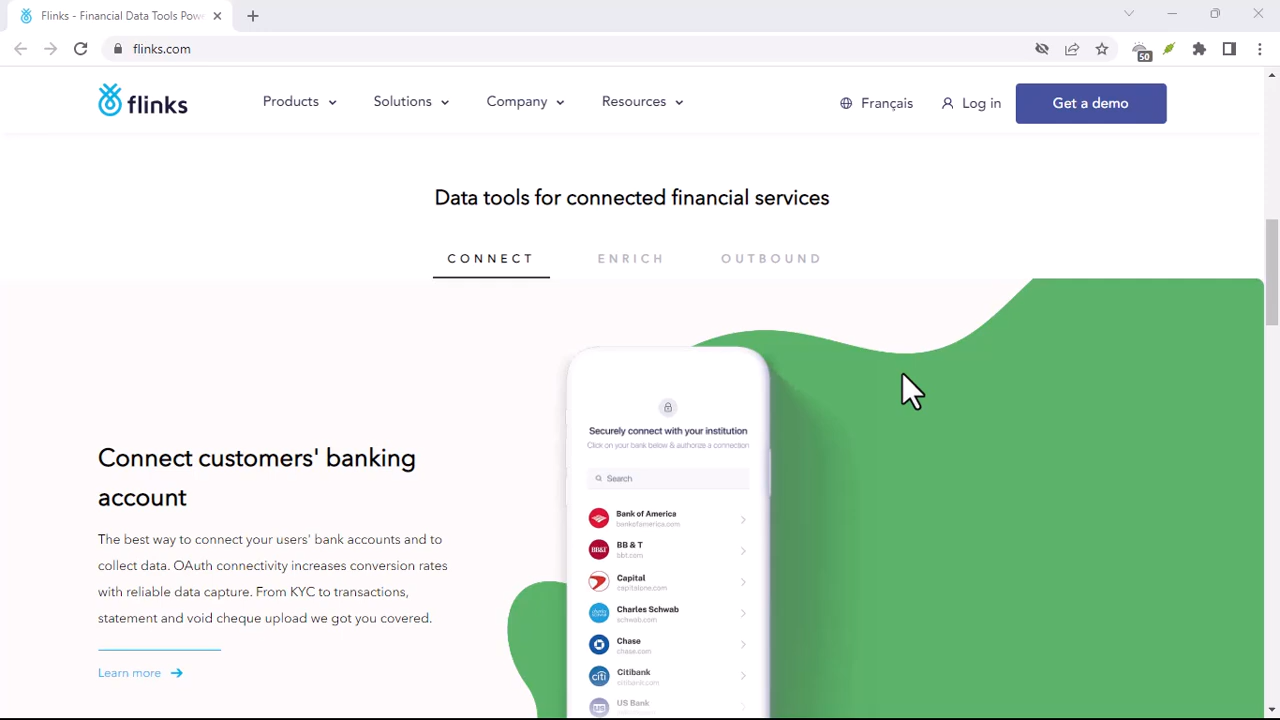 Flinks - Financial Data Tools Pow
flinks.com
50
flinks
Products
Solutions
Company
Resources
Français
Log in
Get a demo
Data tools for connected financial services
CONNECT
ENRICH
OUTBOUND
Securely connect with your institution
Click on your bank below & authorize a connection
Search
Bank of America
bankofamerica.com
BB & T
bbt.com
Capital
capitalone.com
Charles Schwab
schwab.com
Chase
chase.com
Citibank
citibank.com
US Bank
Connect customers' banking
account
The best way to connect your users' bank accounts and to
collect data. OAuth connectivity increases conversion rates
with reliable data capture. From KYC to transactions,
statement and void cheque upload we got you covered.
Learn more